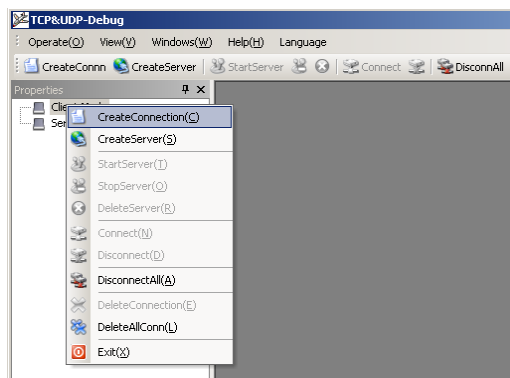 TCP&UDP-Debug
Operate(O) View(V) Windows(W) Help(H) Language
CreateConnn CreateServer StartServer Connect DisconnAll
Properties
CreateConnection(C)
CreateServer(S)
StartServer(T)
StopServer(O)
DeleteServer(R)
Connect(N)
Disconnect(D)
DisconnectAll(A)
DeleteConnection(E)
DeleteAllConn(L)
Exit(X)